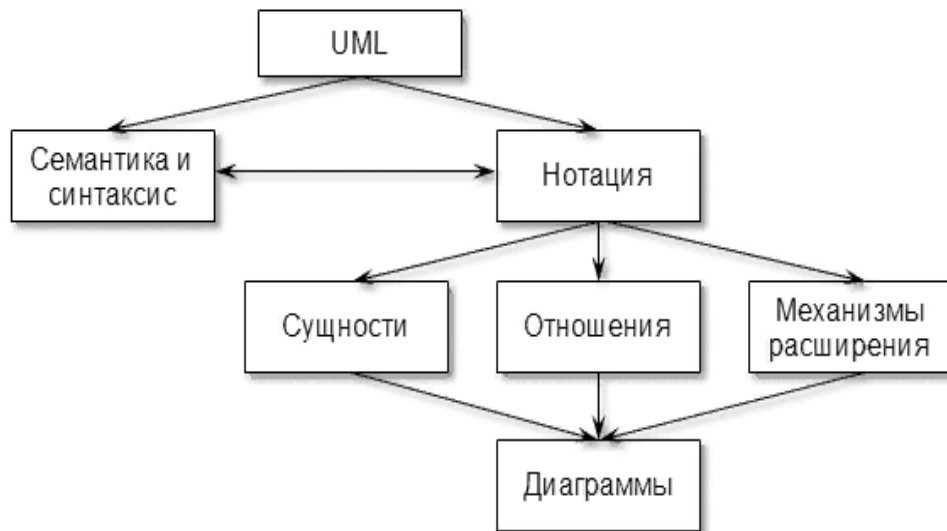 UML
Семантика и
синтаксис
Нотация
Сущности
Отношения
Механизмы
расширения
Диаграммы